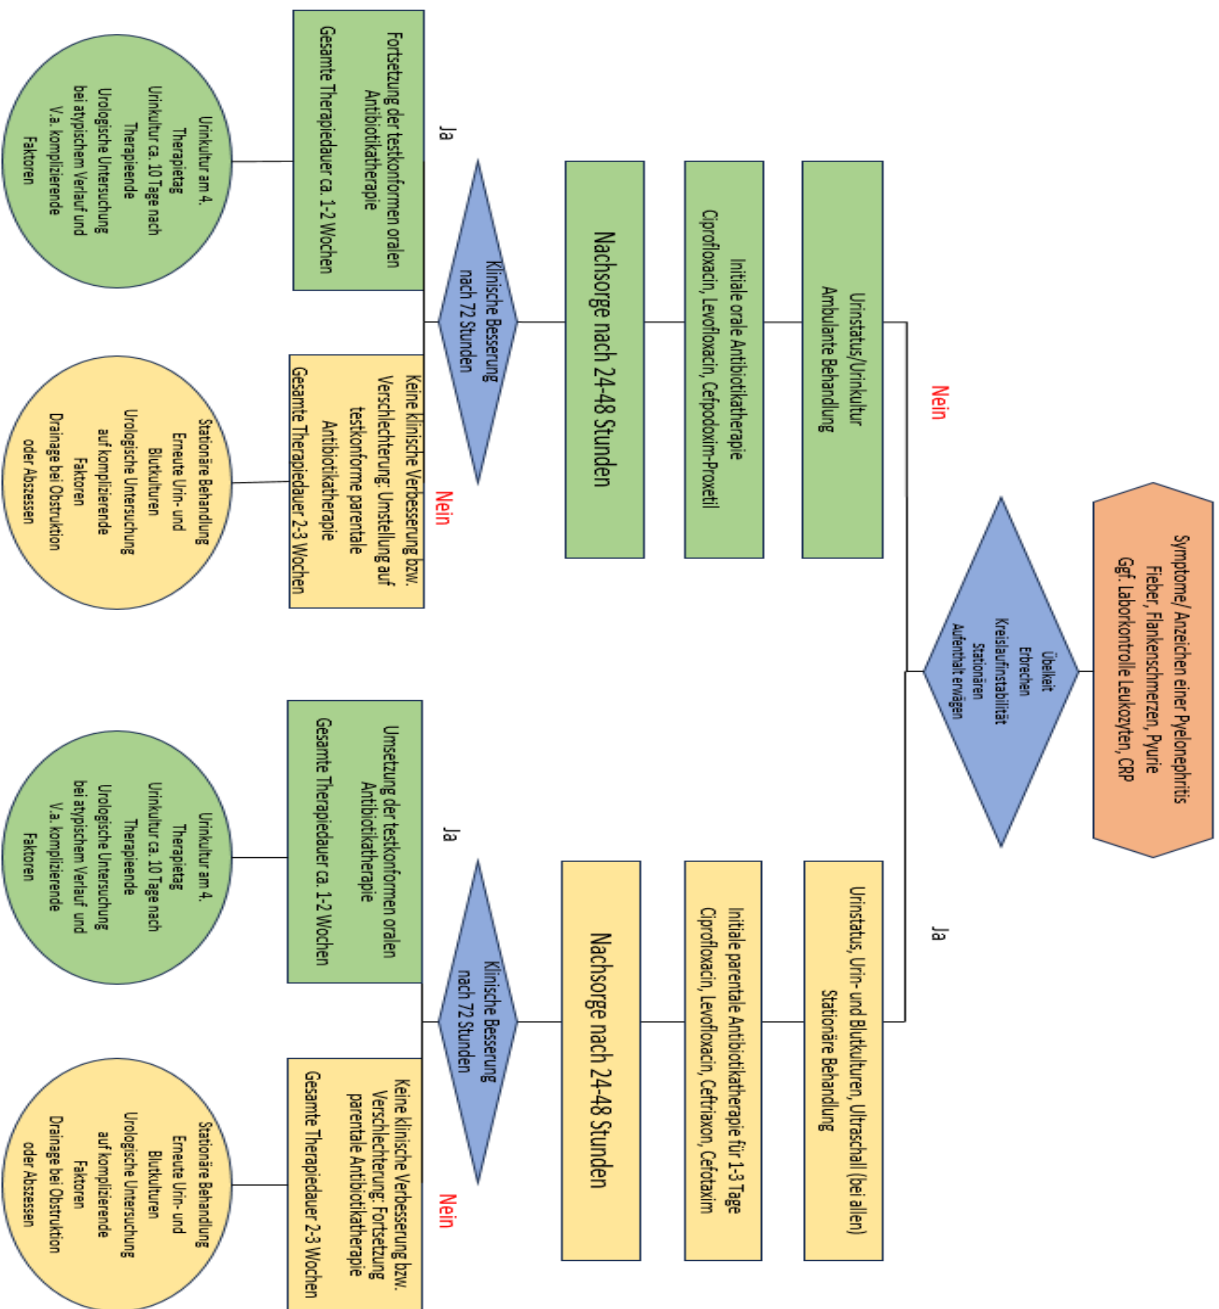 Symptome/ Anzeichen einer Pyelonephritis
Fieber, Flankenschmerzen, Pyurie
Ggf. Laborkontrolle Leukozyten, CRP
Übelkeit
Erbrechen
Kreislaufinstabilität
Stationären
Aufenthalt erwägen
Nein
Ja
Urinstatus/Urinkultur
Ambulante Behandlung
Initiale orale Antibiotikatherapie
Ciprofloxacin, Levofloxacin, Cefpodoxim-Proxetil
Nachsorge nach 24-48 Stunden
Klinische Besserung
nach 72 Stunden
Ja
Nein
Fortsetzung der testkonformen oralen
Antibiotikatherapie
Gesamte Therapiedauer ca. 1-2 Wochen
Keine klinische Verbesserung bzw.
Verschlechterung: Umstellung auf
testkonforme parentale
Antibiotikatherapie
Gesamte Therapiedauer 2-3 Wochen
Urinkultur am 4.
Therapietag
Urinkultur ca. 10 Tage nach
Therapieende
Urologische Untersuchung
bei atypischem Verlauf und
V.a. komplizierende
Faktoren
Stationäre Behandlung
Erneute Urin- und
Blutkulturen
Urologische Untersuchung
auf komplizierende
Faktoren
Drainage bei Obstruktion
oder Abszessen
Urinstatus, Urin- und Blutkulturen, Ultraschall (bei allen)
Stationäre Behandlung
Initiale parentale Antibiotikatherapie für 1-3 Tage
Ciprofloxacin, Levofloxacin, Ceftriaxon, Cefotaxim
Nachsorge nach 24-48 Stunden
Klinische Besserung
nach 72 Stunden
Ja
Nein
Umsetzung der testkonformen oralen
Antibiotikatherapie
Gesamte Therapiedauer ca. 1-2 Wochen
Keine klinische Verbesserung bzw.
Verschlechterung: Fortsetzung
parentale Antibiotikatherapie
Gesamte Therapiedauer 2-3 Wochen
Urinkultur am 4.
Therapietag
Urinkultur ca. 10 Tage nach
Therapieende
Urologische Untersuchung
bei atypischem Verlauf und
V.a. komplizierende
Faktoren
Stationäre Behandlung
Erneute Urin- und
Blutkulturen
Urologische Untersuchung
auf komplizierende
Faktoren
Drainage bei Obstruktion
oder Abszessen